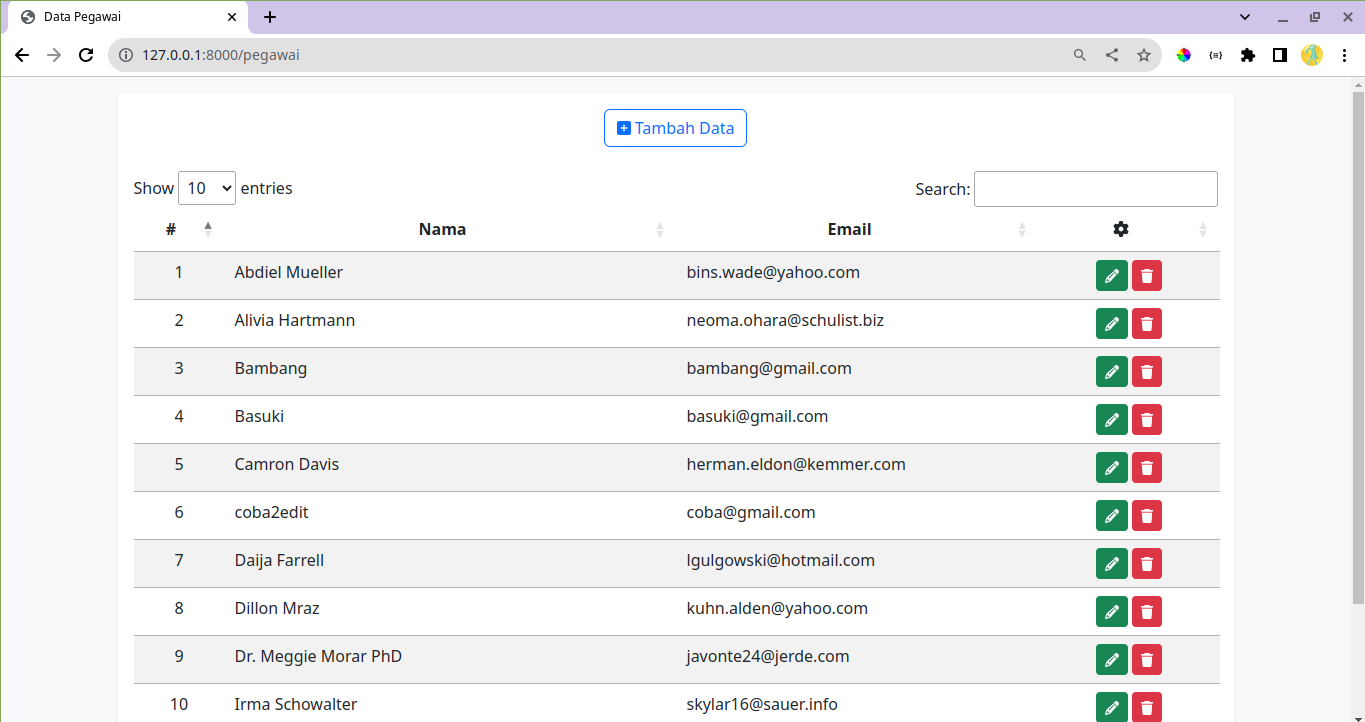 Data Pegawai
127.0.0.1:8000/pegawai
Tambah Data
Show 10 entries Search:
# Nama Email
1 Abdiel Mueller bins.wade@yahoo.com
2 Alivia Hartmann neoma.ohara@schulist.biz
3 Bambang bambang@gmail.com
4 Basuki basuki@gmail.com
5 Camron Davis herman.eldon@kemmer.com
6 coba2edit coba@gmail.com
7 Daija Farrell lgulgowski@hotmail.com
8 Dillon Mraz kuhn.alden@yahoo.com
9 Dr. Meggie Morar PhD javonte24@jerde.com
10 Irma Schowalter skylar16@sauer.info